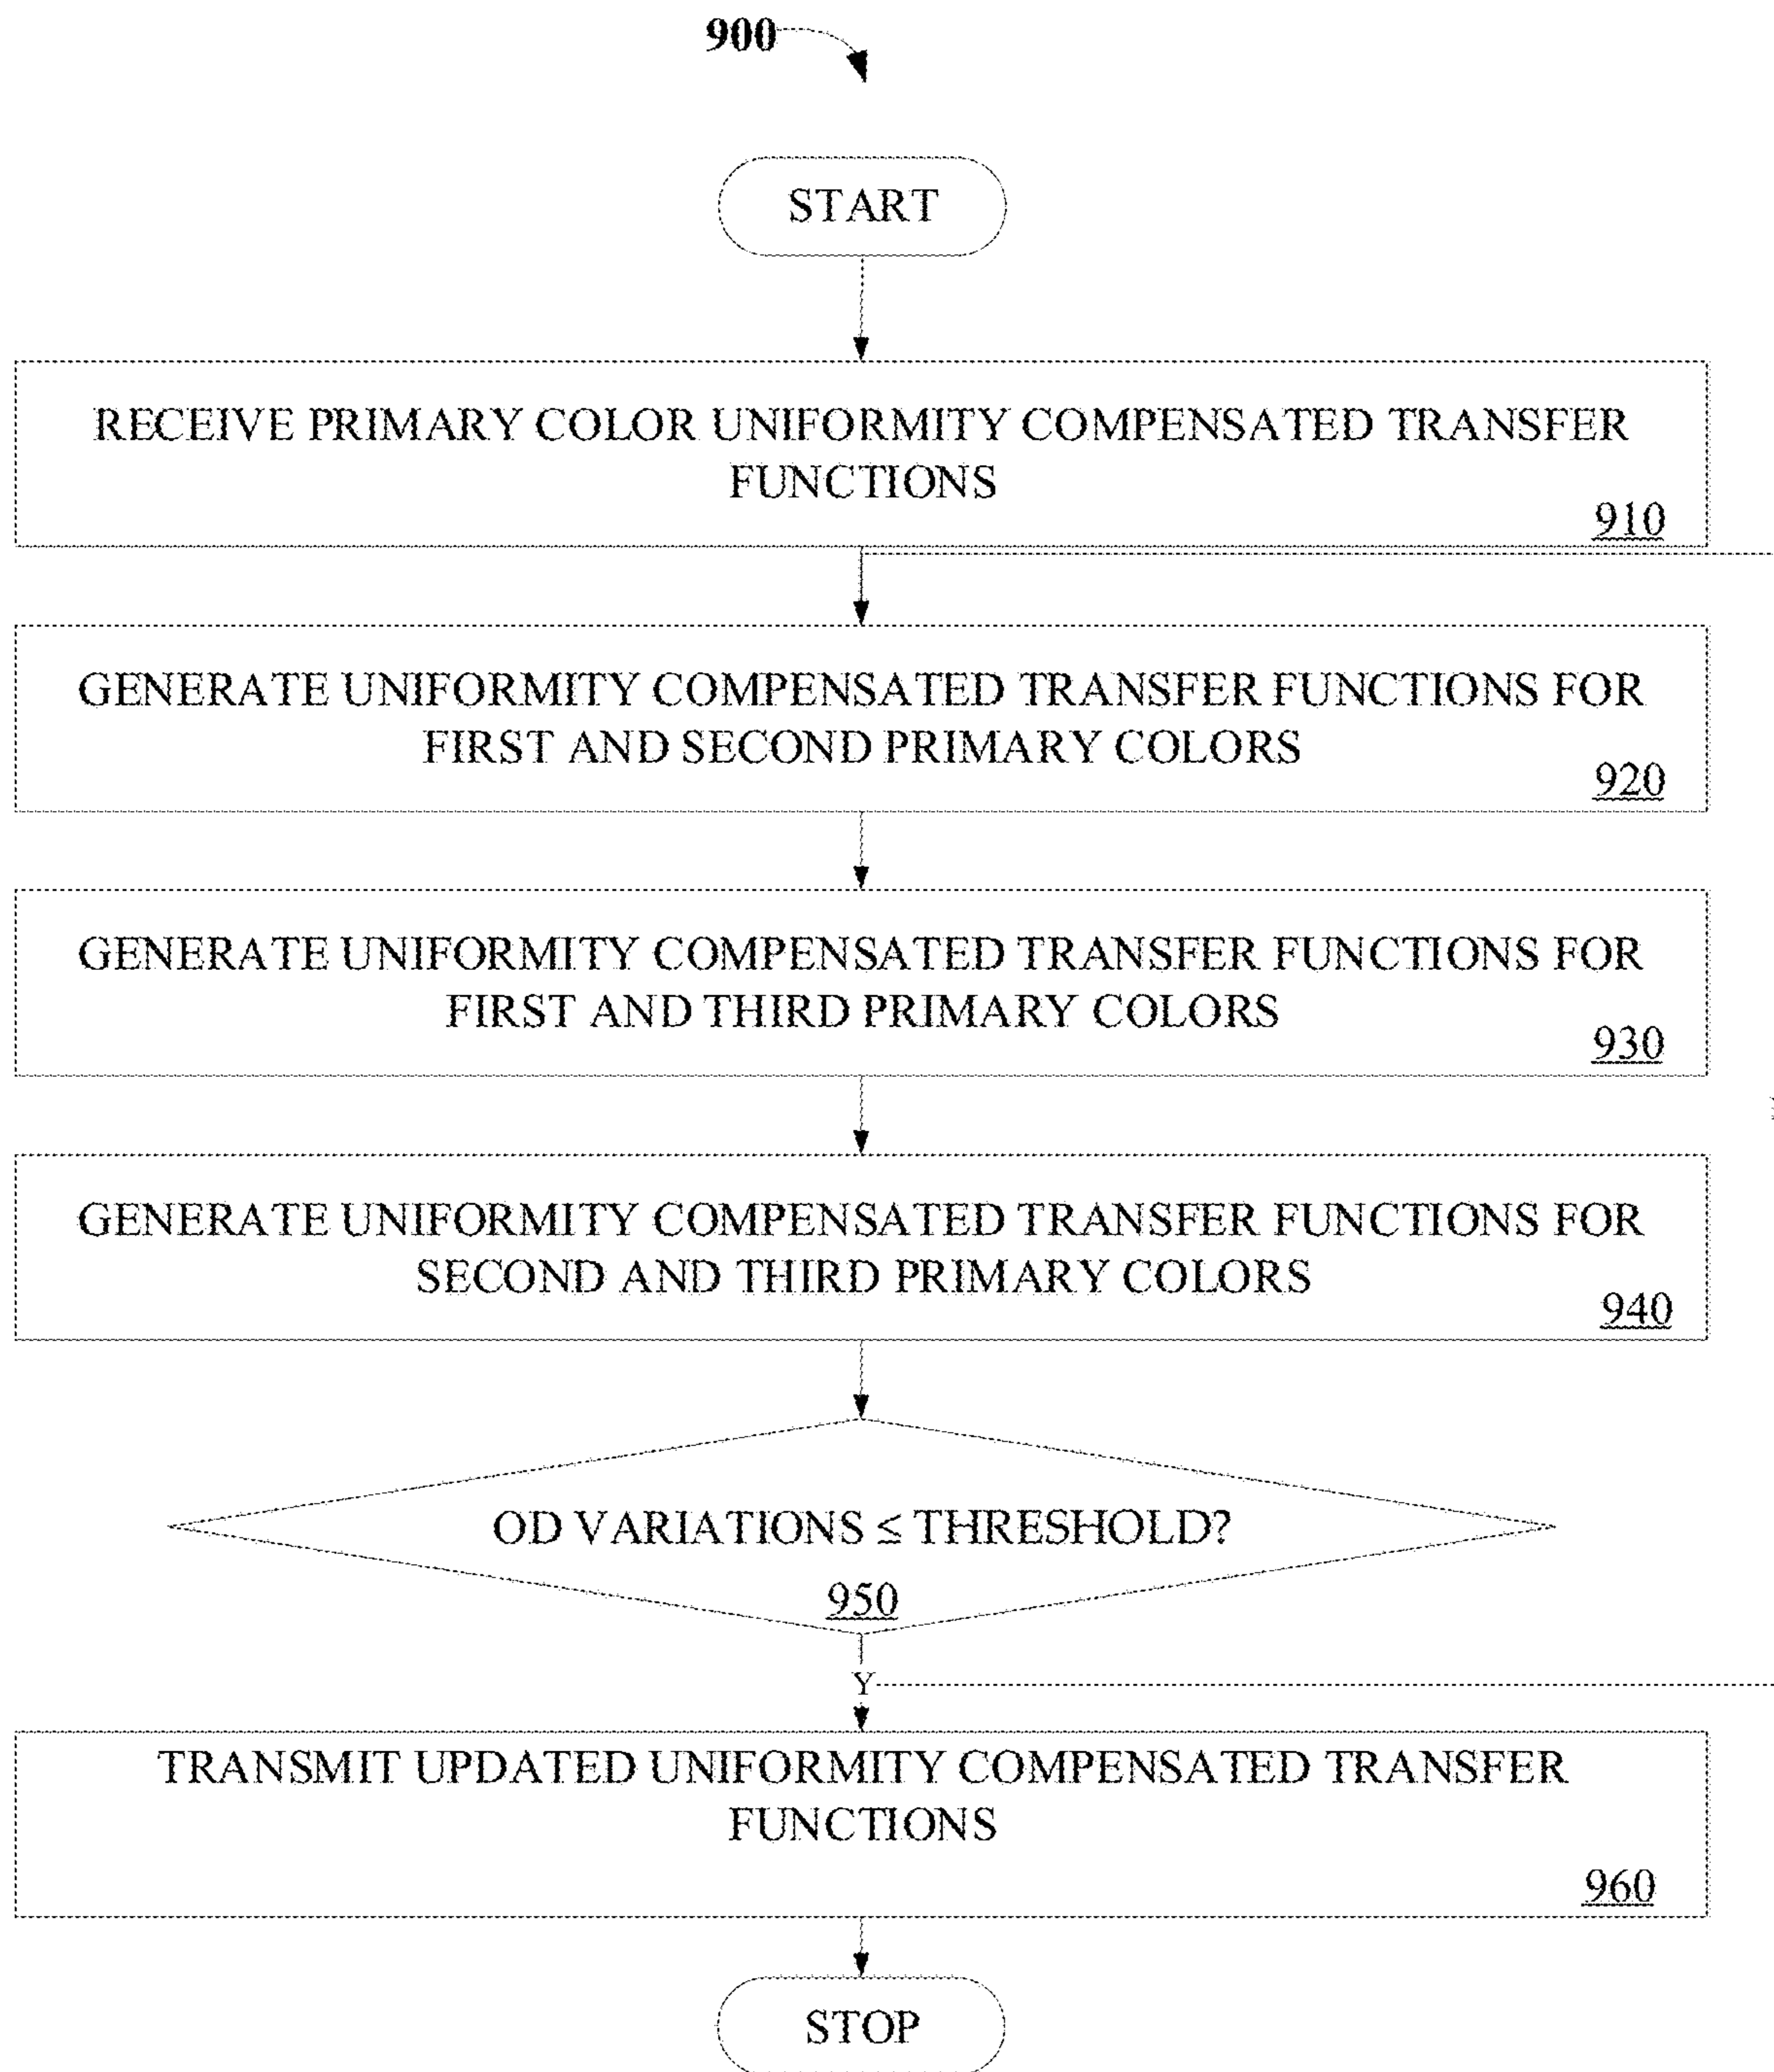 900
START
RECEIVE PRIMARY COLOR UNIFORMITY COMPENSATED TRANSFER
FUNCTIONS
910
GENERATE UNIFORMITY COMPENSATED TRANSFER FUNCTIONS FOR
FIRST AND SECOND PRIMARY COLORS
920
GENERATE UNIFORMITY COMPENSATED TRANSFER FUNCTIONS FOR
FIRST AND THIRD PRIMARY COLORS
930
GENERATE UNIFORMITY COMPENSATED TRANSFER FUNCTIONS FOR
SECOND AND THIRD PRIMARY COLORS
940
OD VARIATIONS ≤ THRESHOLD?
950
Y
TRANSMIT UPDATED UNIFORMITY COMPENSATED TRANSFER
FUNCTIONS
960
STOP